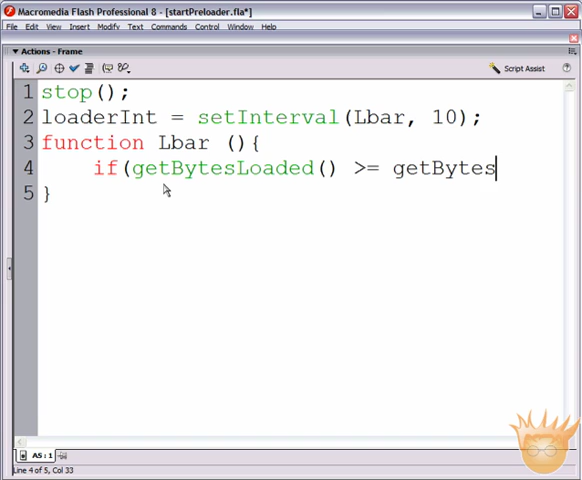 Macromedia Flash Professional 8 - [startPreloader.fla*]
File Edit View Insert Modify Text Commands Control Window Help
Actions - Frame
Script Assist
1 stop();
2 loaderInt = setInterval(Lbar, 10);
3 function Lbar (){
4 if(getBytesLoaded() >= getBytes
5 }
AS : 1
Line 4 of 5, Col 33